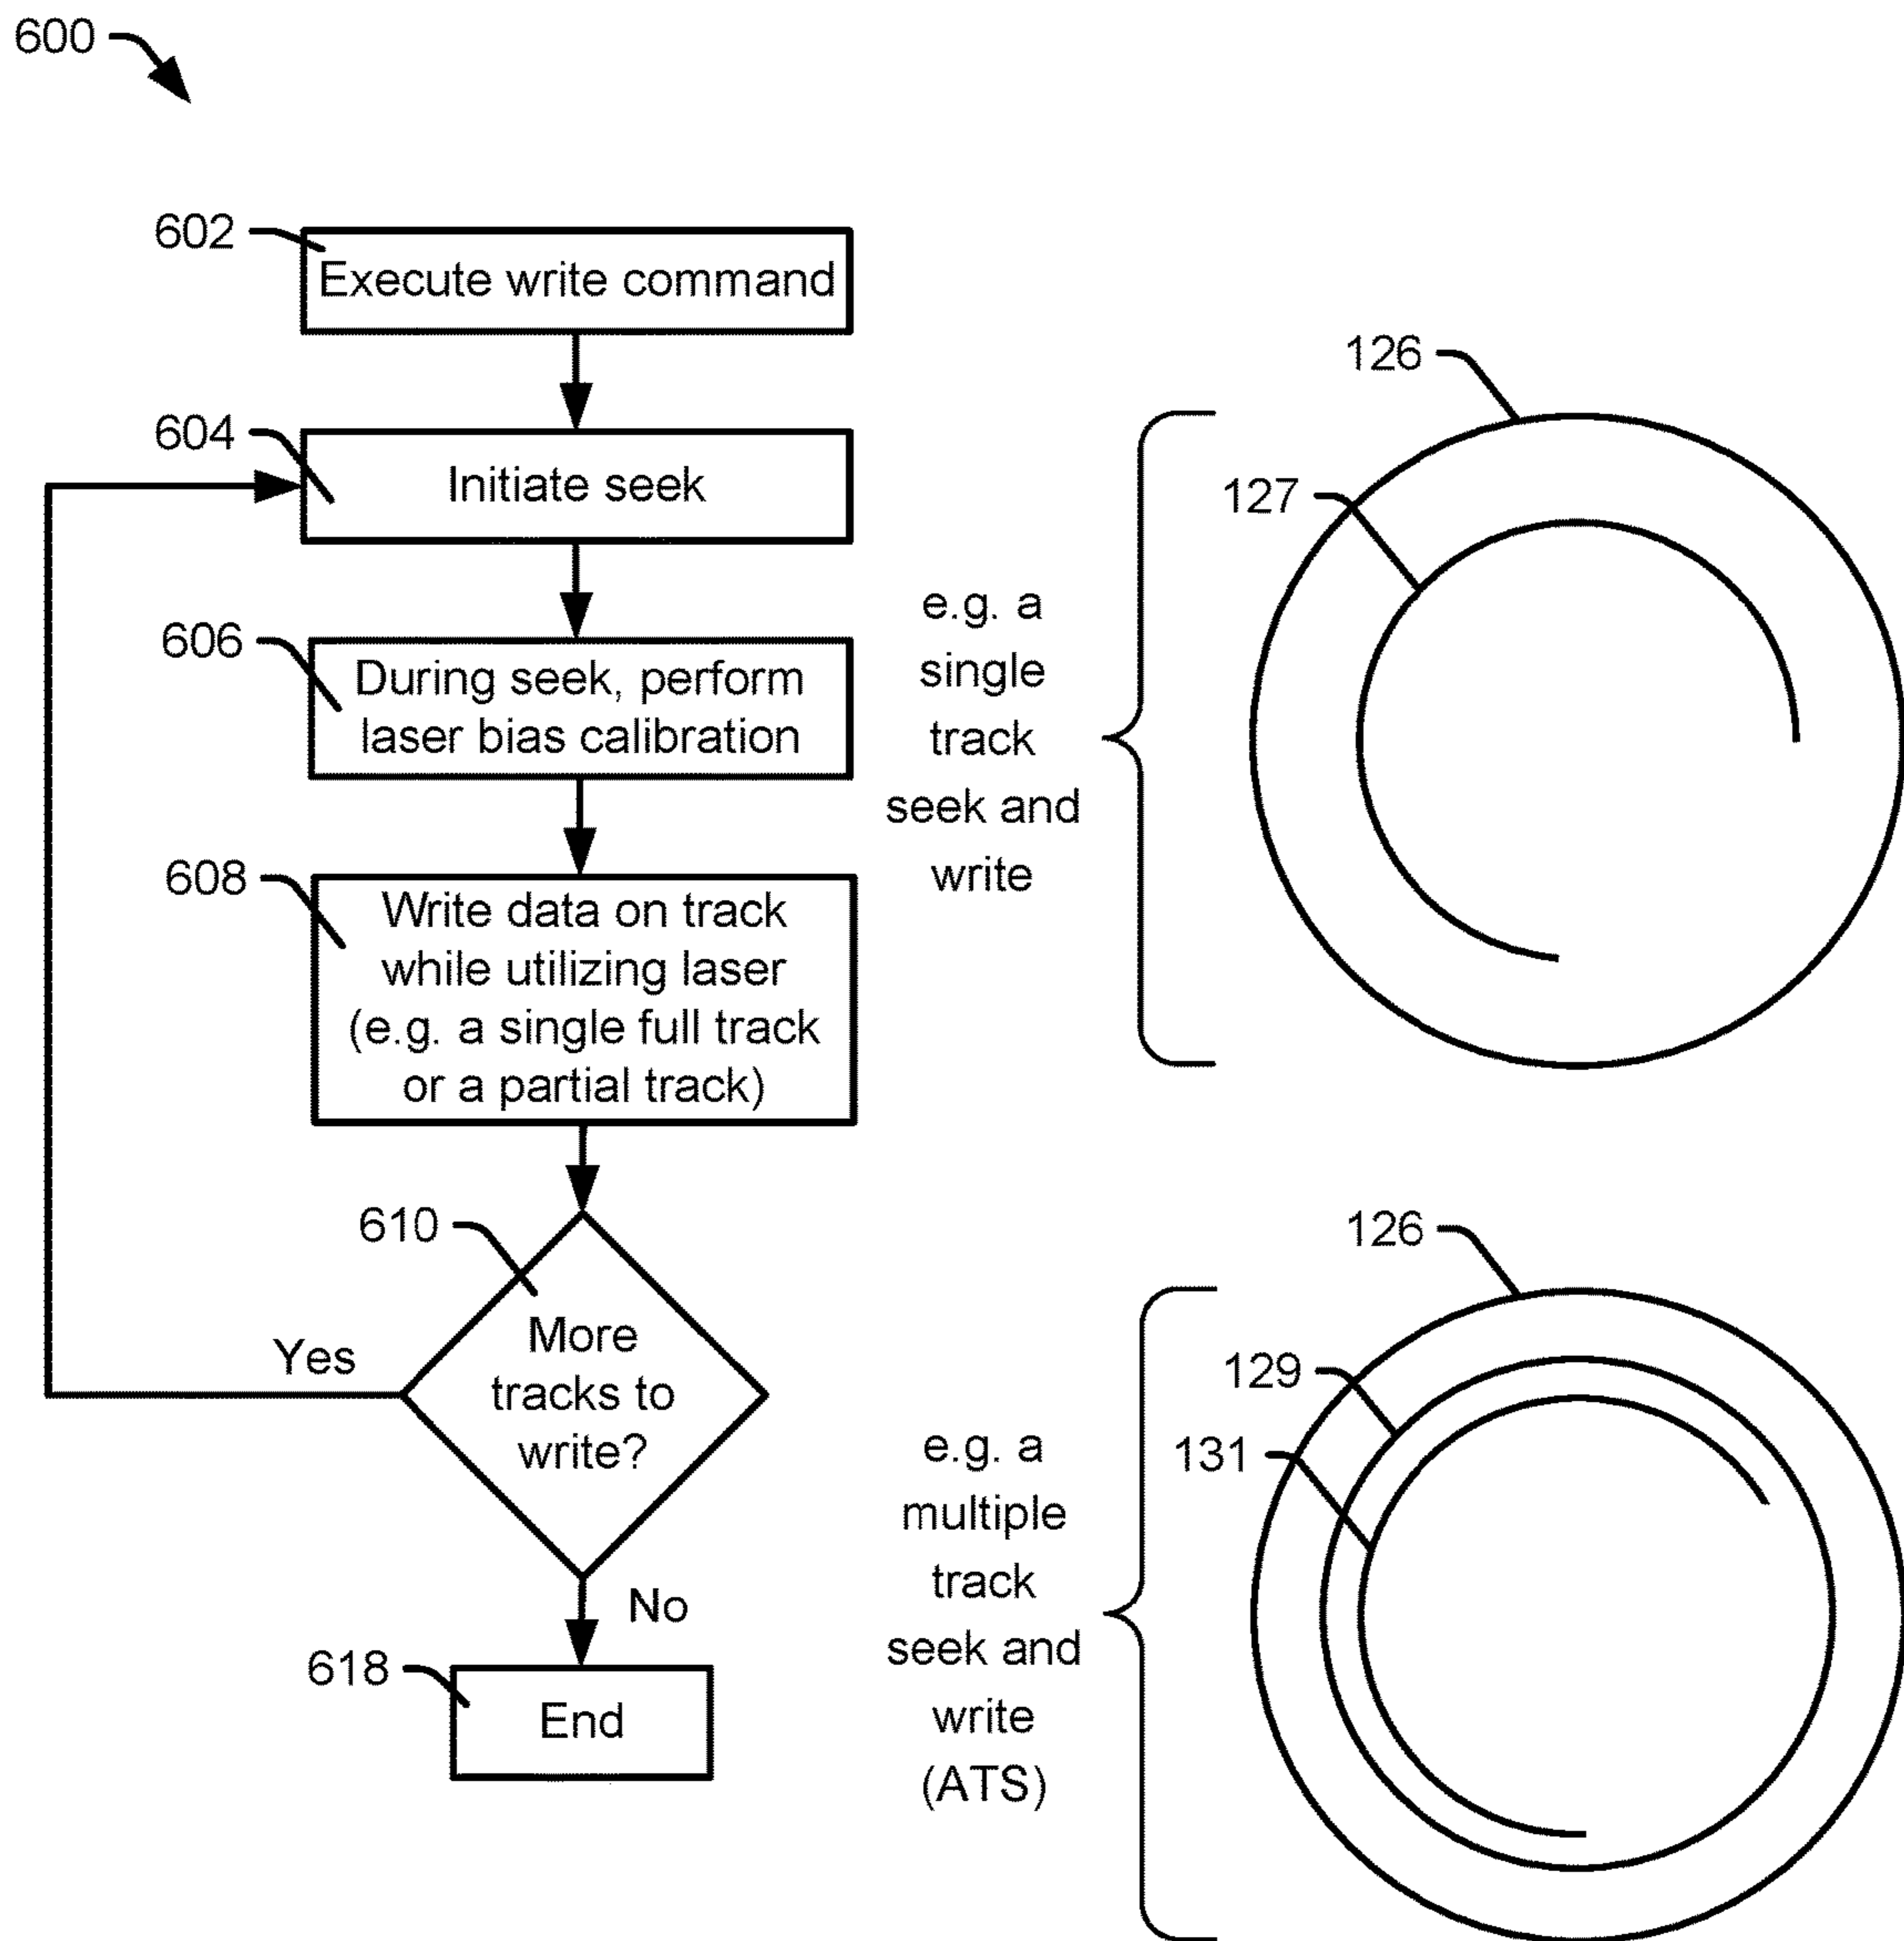 600
602
Execute write command
604
Initiate seek
606
During seek, perform
laser bias calibration
608
Write data on track
while utilizing laser
(e.g. a single full track
or a partial track)
610
More
tracks to
write?
Yes
No
618
End
126
127
e.g. a
single
track
seek and
write
126
129
131
e.g. a
multiple
track
seek and
write
(ATS)